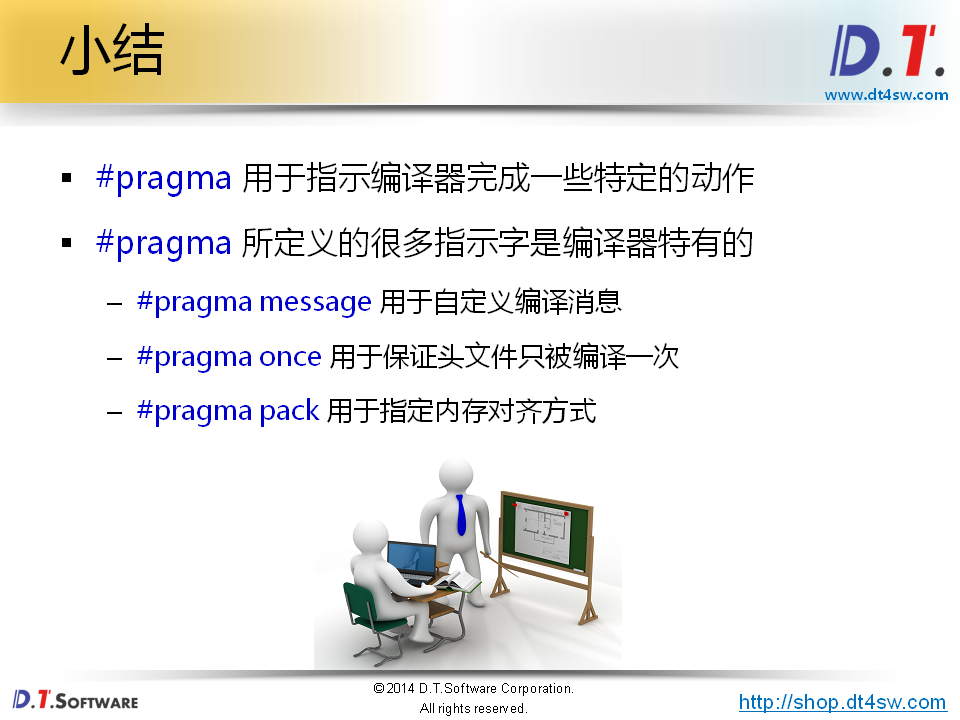 小结
D.T.
www.dt4sw.com
▪ #pragma 用于指示编译器完成一些特定的动作
▪ #pragma 所定义的很多指示字是编译器特有的
– #pragma message 用于自定义编译消息
– #pragma once 用于保证头文件只被编译一次
– #pragma pack 用于指定内存对齐方式
D.T.SOFTWARE
©2014 D.T.Software Corporation.
All rights reserved.
http://shop.dt4sw.com